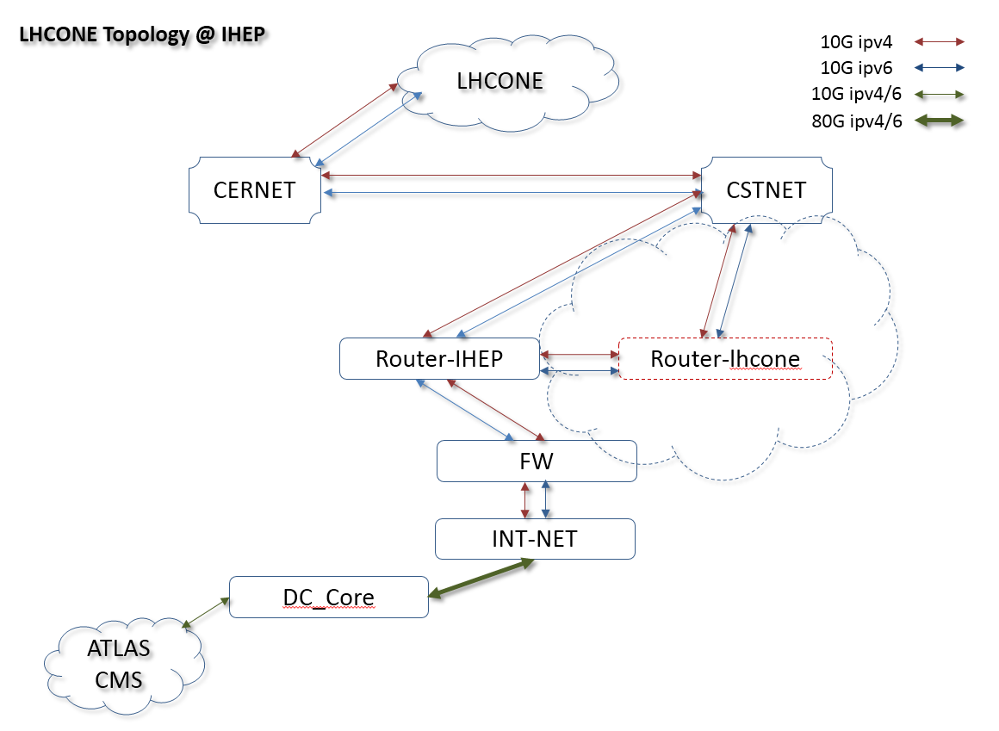 LHCONE Topology @ IHEP
10G ipv4
10G ipv6
10G ipv4/6
80G ipv4/6
LHCONE
CERNET
CSTNET
Router-IHEP
Router-lhcone
FW
INT-NET
DC_Core
ATLAS
CMS